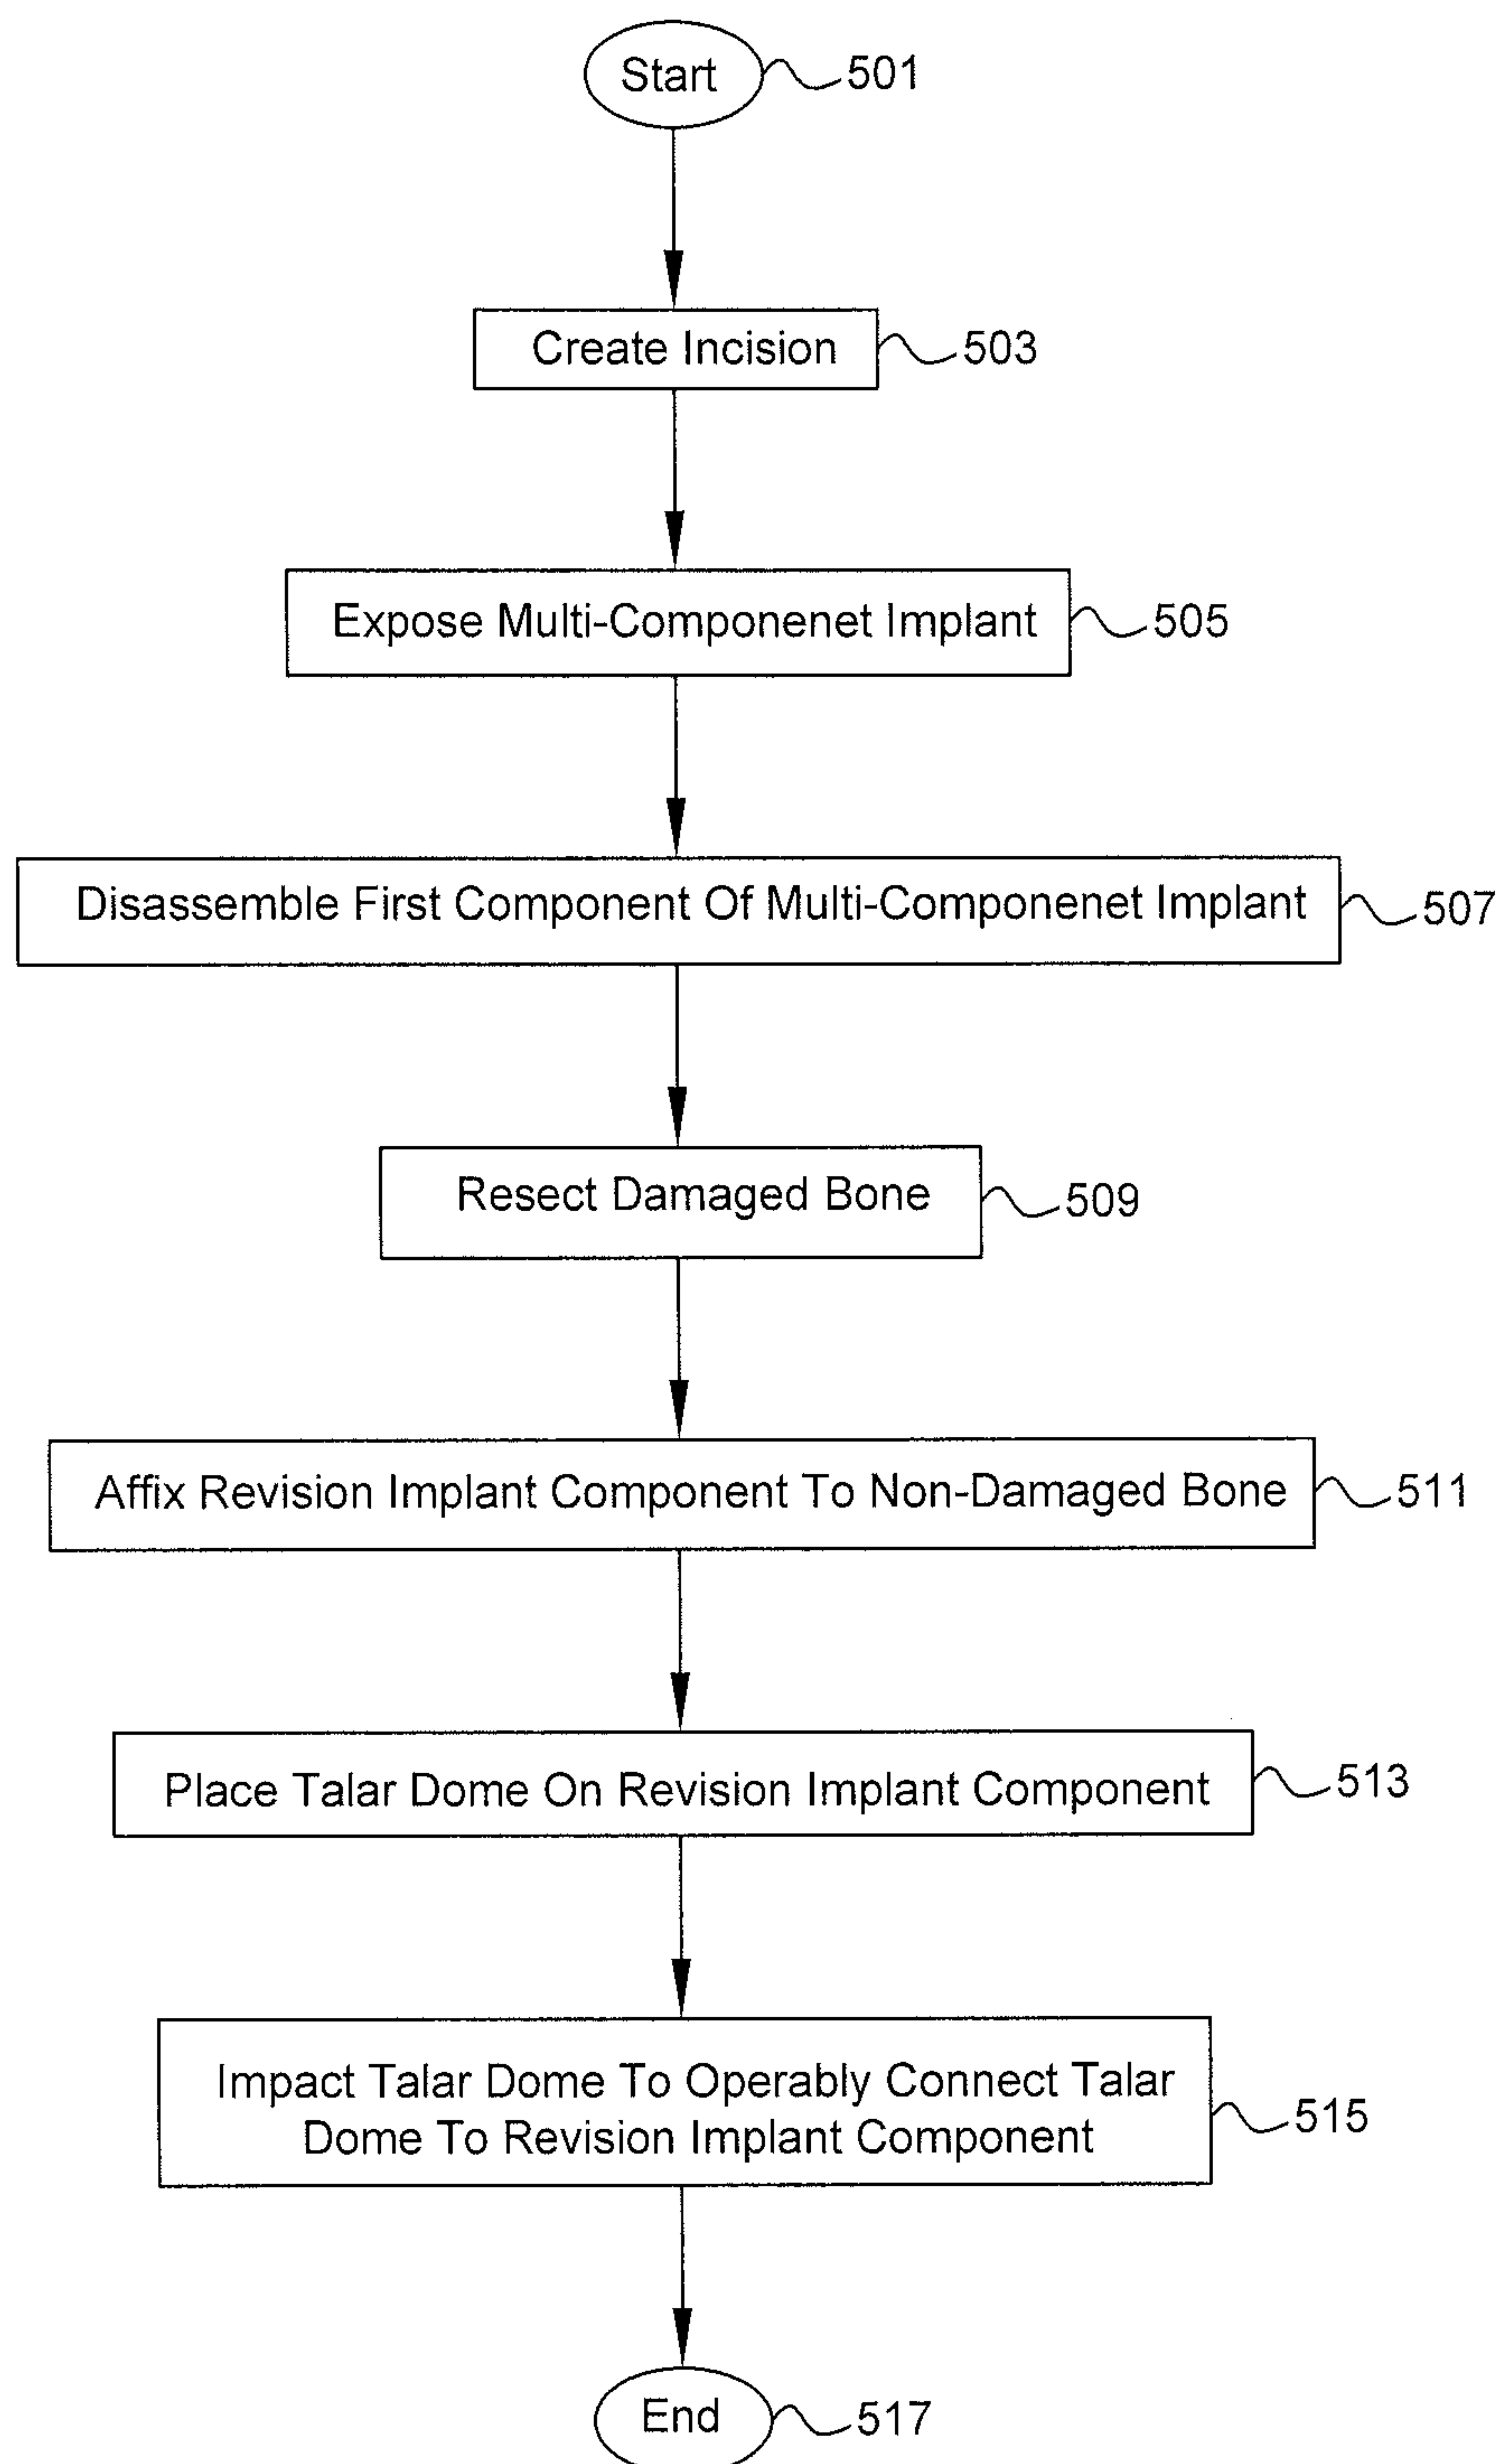 Start 501
Create Incision 503
Expose Multi-Componenet Implant 505
Disassemble First Component Of Multi-Componenet Implant 507
Resect Damaged Bone 509
Affix Revision Implant Component To Non-Damaged Bone 511
Place Talar Dome On Revision Implant Component 513
Impact Talar Dome To Operably Connect Talar
Dome To Revision Implant Component 515
End 517